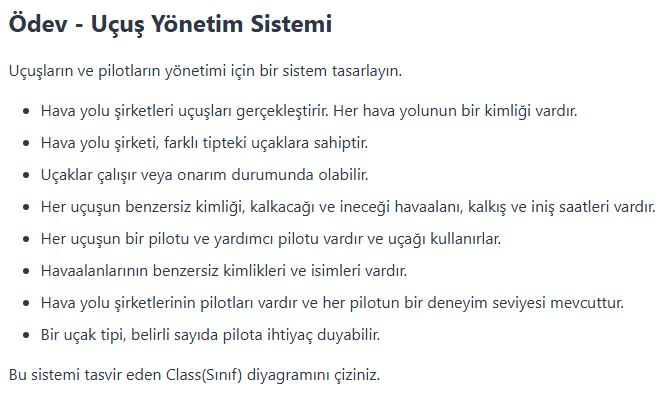 Ödev - Uçuş Yönetim Sistemi
Uçuşların ve pilotların yönetimi için bir sistem tasarlayın.
• Hava yolu şirketleri uçuşları gerçekleştirir. Her hava yolunun bir kimliği vardır.
• Hava yolu şirketi, farklı tipteki uçaklara sahiptir.
• Uçaklar çalışır veya onarım durumunda olabilir.
• Her uçuşun benzersiz kimliği, kalkacağı ve ineceği havaalanı, kalkış ve iniş saatleri vardır.
• Her uçuşun bir pilotu ve yardımcı pilotu vardır ve uçağı kullanırlar.
• Havaalanlarının benzersiz kimlikleri ve isimleri vardır.
• Hava yolu şirketlerinin pilotları vardır ve her pilotun bir deneyim seviyesi mevcuttur.
• Bir uçak tipi, belirli sayıda pilota ihtiyaç duyabilir.
Bu sistemi tasvir eden Class(Sınıf) diyagramını çiziniz.